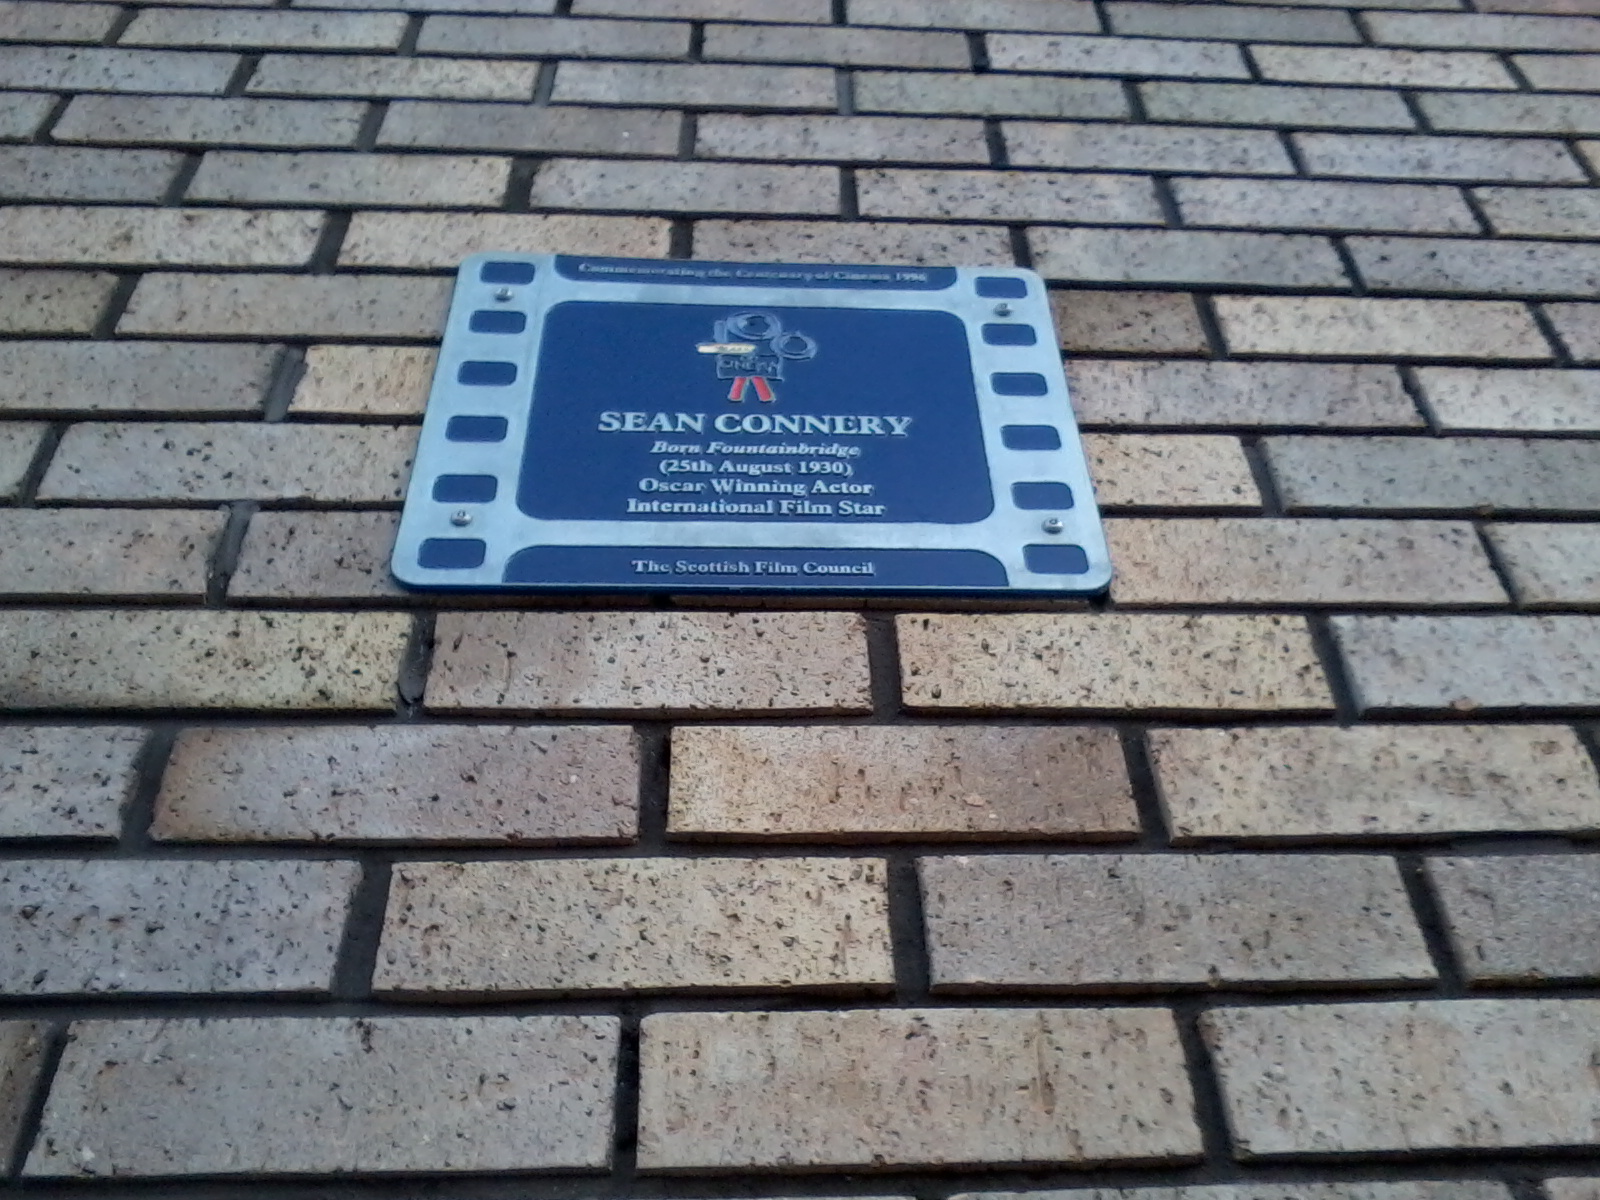 Commemorating the Centenary of Cinema 1996
CINEMA
SEAN CONNERY
Born Fountainbridge
(25th August 1930)
Oscar Winning Actor
International Film Star
The Scottish Film Council